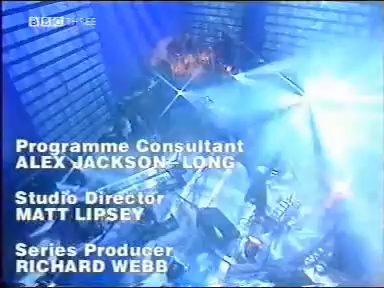 BBC THREE
Programme Consultant
ALEX JACKSON-LONG
Studio Director
MATT LIPSEY
Series Producer
RICHARD WEBB